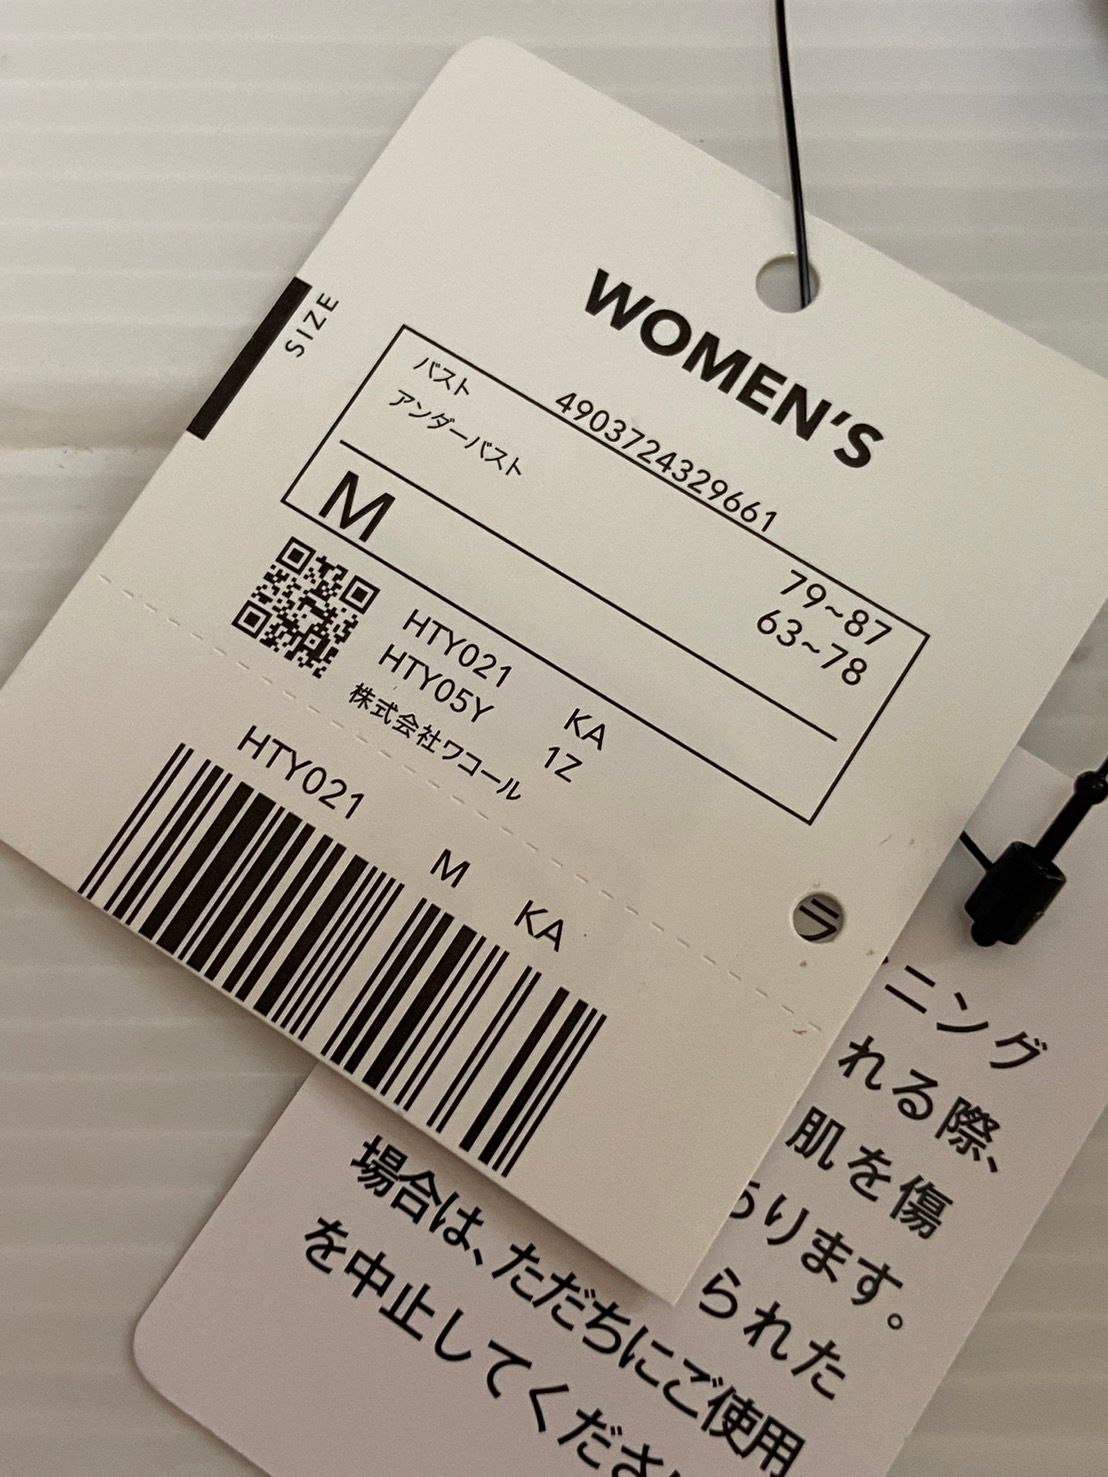 WOMEN'S
SIZE
4903724329661
バスト 79~87
アンダーバスト 63~78
M
HTY021 KA
HTY05Y 1Z
株式会社ワコール
HTY021 M KA
ラ
ニング
れる際、
肌を傷
あります。
られた
場合は、ただちにご使用
を中止してくださ